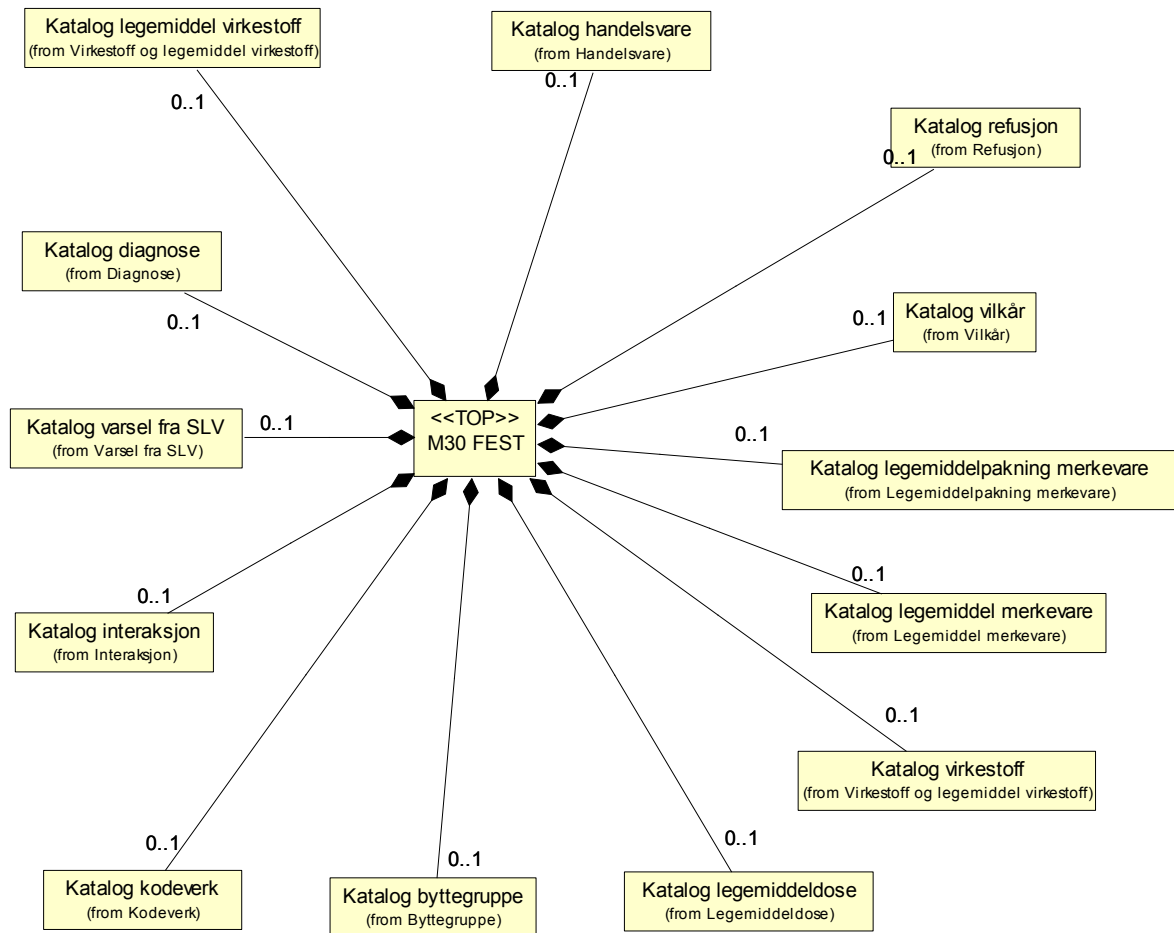 Katalog legemiddel virkestoff
(from Virkestoff og legemiddel virkestoff)
0..1
Katalog handelsvare
(from Handelsvare)
0..1
Katalog refusjon
(from Refusjon)
0..1
Katalog diagnose
(from Diagnose)
0..1
Katalog vilkår
(from Vilkår)
0..1
<<TOP>>
M30 FEST
Katalog varsel fra SLV
(from Varsel fra SLV)
0..1
Katalog legemiddelpakning merkevare
(from Legemiddelpakning merkevare)
0..1
Katalog legemiddel merkevare
(from Legemiddel merkevare)
0..1
Katalog interaksjon
(from Interaksjon)
0..1
Katalog virkestoff
(from Virkestoff og legemiddel virkestoff)
0..1
Katalog kodeverk
(from Kodeverk)
0..1
Katalog byttegruppe
(from Byttegruppe)
0..1
Katalog legemiddeldose
(from Legemiddeldose)
0..1